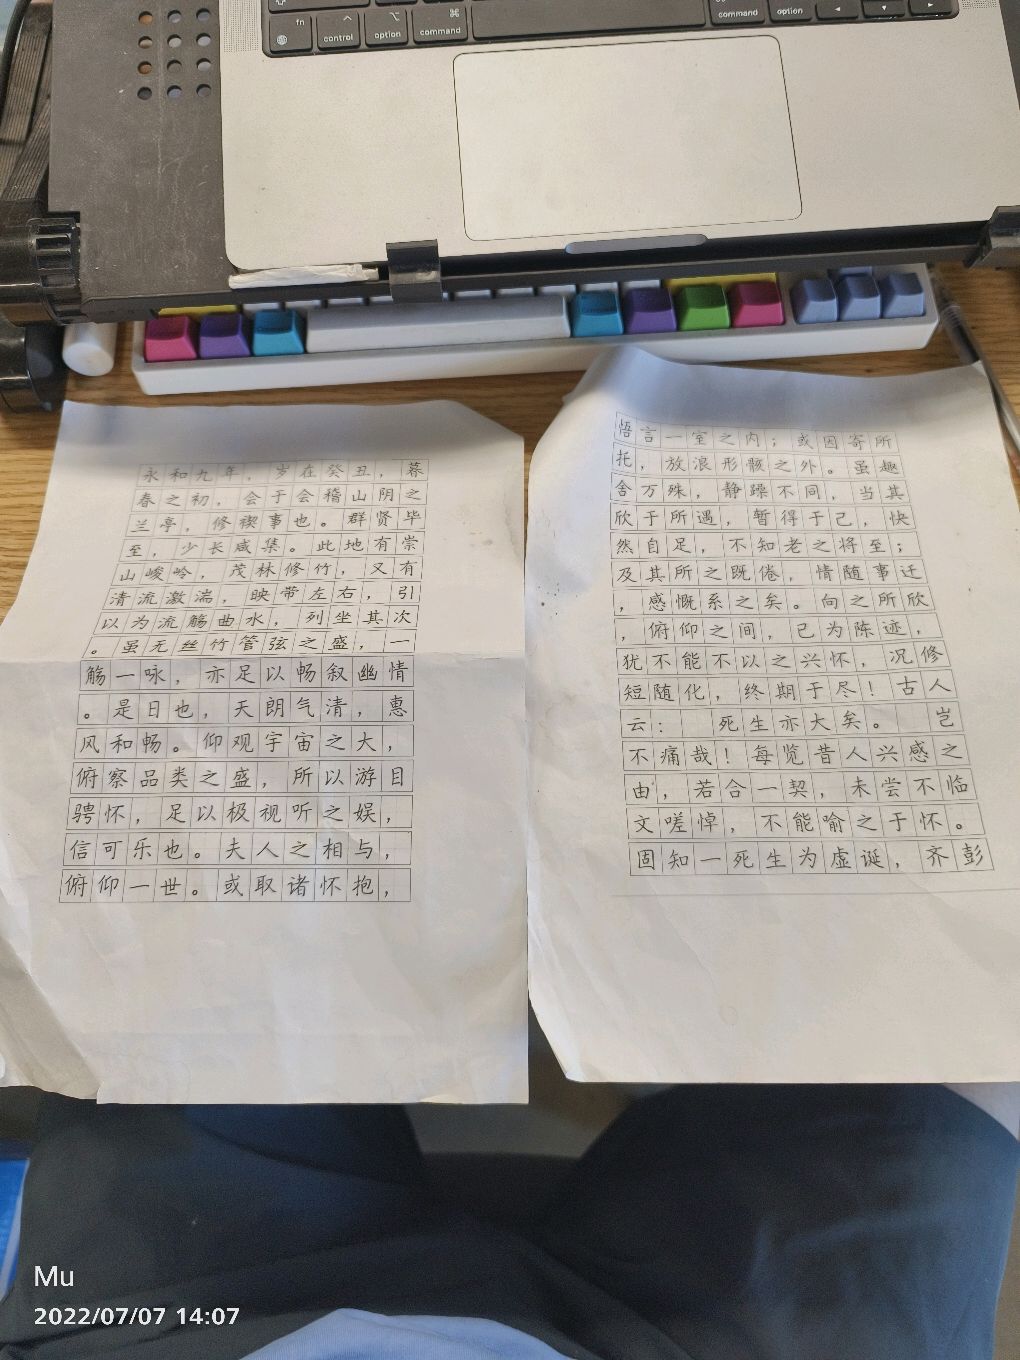 fn
control
option
command
command
option
永和九年，岁在癸丑，暮
春之初，会于会稽山阴之
兰亭，修禊事也。群贤毕
至，少长咸集。此地有崇
山峻岭，茂林修竹，又有
清流激湍，映带左右，引
以为流觞曲水，列坐其次
。虽无丝竹管弦之盛，一
觞一咏，亦足以畅叙幽情
。是日也，天朗气清，惠
风和畅。仰观宇宙之大，
俯察品类之盛，所以游目
骋怀，足以极视听之娱，
信可乐也。夫人之相与，
俯仰一世。或取诸怀抱，
悟言一室之内；或因寄所
托，放浪形骸之外。虽趣
舍万殊，静躁不同，当其
欣于所遇，暂得于己，快
然自足，不知老之将至；
及其所之既倦，情随事迁
，感慨系之矣。向之所欣
，俯仰之间，已为陈迹，
犹不能不以之兴怀，况修
短随化，终期于尽！古人
云： 死生亦大矣。 岂
不痛哉！每览昔人兴感之
由，若合一契，未尝不临
文嗟悼，不能喻之于怀。
固知一死生为虚诞，齐彭
Mu
2022/07/07 14:07